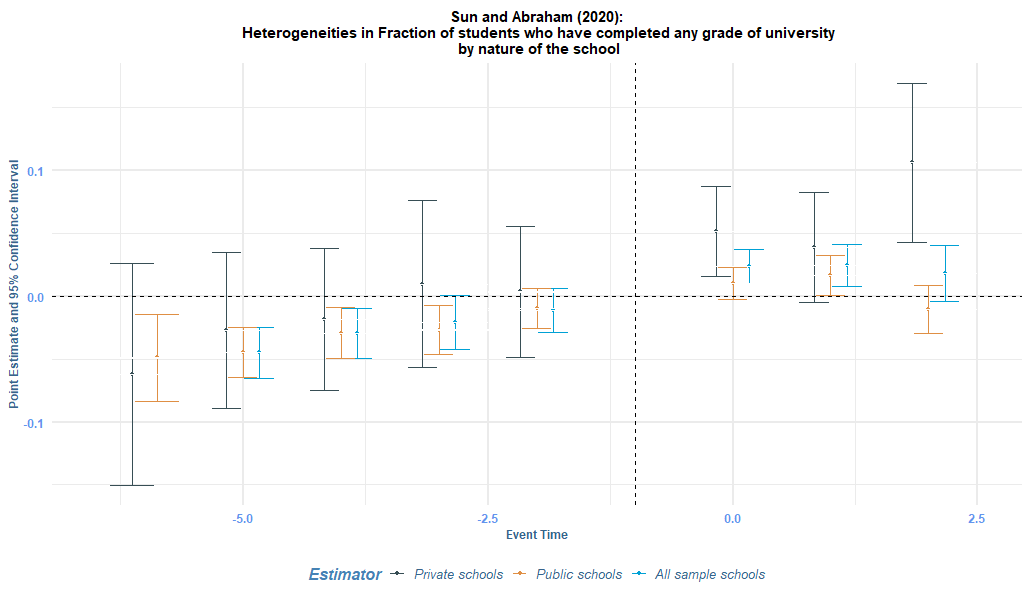 Sun and Abraham (2020):
Heterogeneities in Fraction of students who have completed any grade of university
by nature of the school
Point Estimate and 95% Confidence Interval
0.1
0.0
-0.1
-5.0
-2.5
0.0
2.5
Event Time
Estimator Private schools Public schools All sample schools